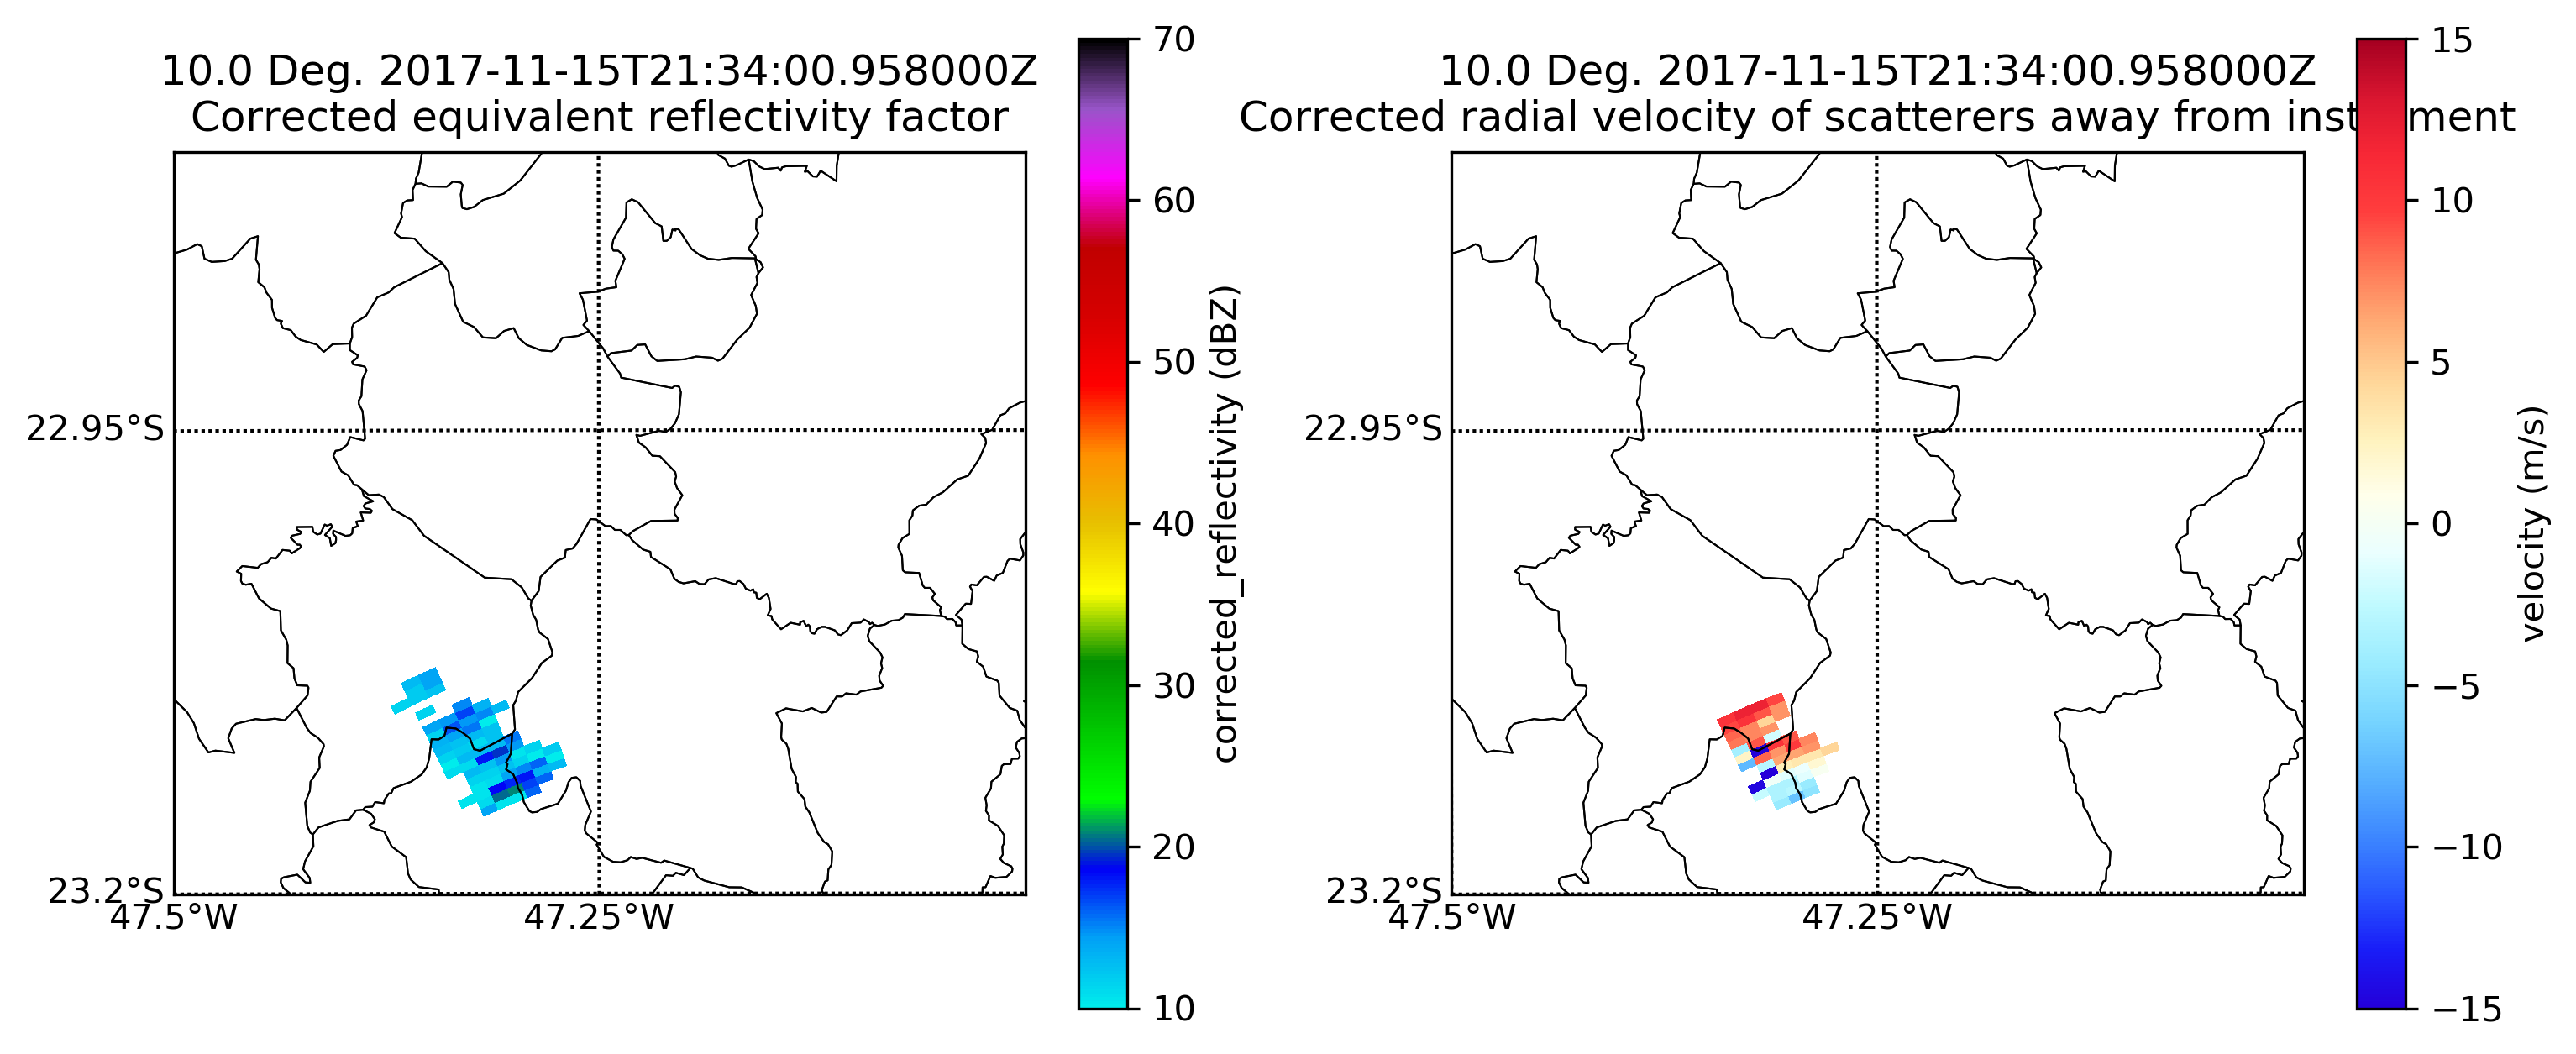 10.0 Deg. 2017-11-15T21:34:00.958000Z
Corrected equivalent reflectivity factor
22.95°S
23.2°S
47.5°W
47.25°W
70
60
50
40
30
20
10
corrected_reflectivity (dBZ)
10.0 Deg. 2017-11-15T21:34:00.958000Z
Corrected radial velocity of scatterers away from
22.95°S
23.2°S
47.5°W
47.25°W
15
10
5
0
−5
−10
−15
velocity (m/s)